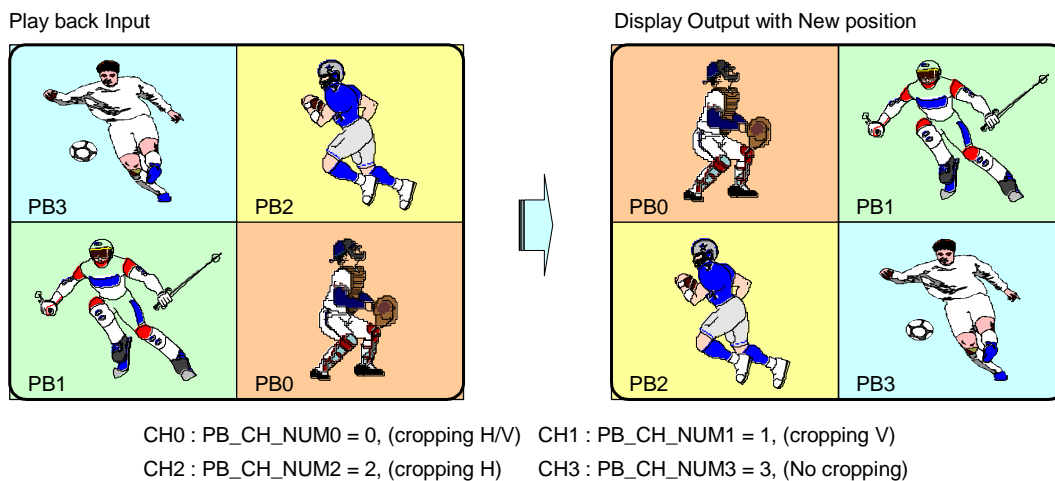 Play back Input
Display Output with New position
PB3
PB2
PB1
PB0
PB0
PB1
PB2
PB3
CH0 : PB_CH_NUM0 = 0, (cropping H/V) CH1 : PB_CH_NUM1 = 1, (cropping V)
CH2 : PB_CH_NUM2 = 2, (cropping H) CH3 : PB_CH_NUM3 = 3, (No cropping)